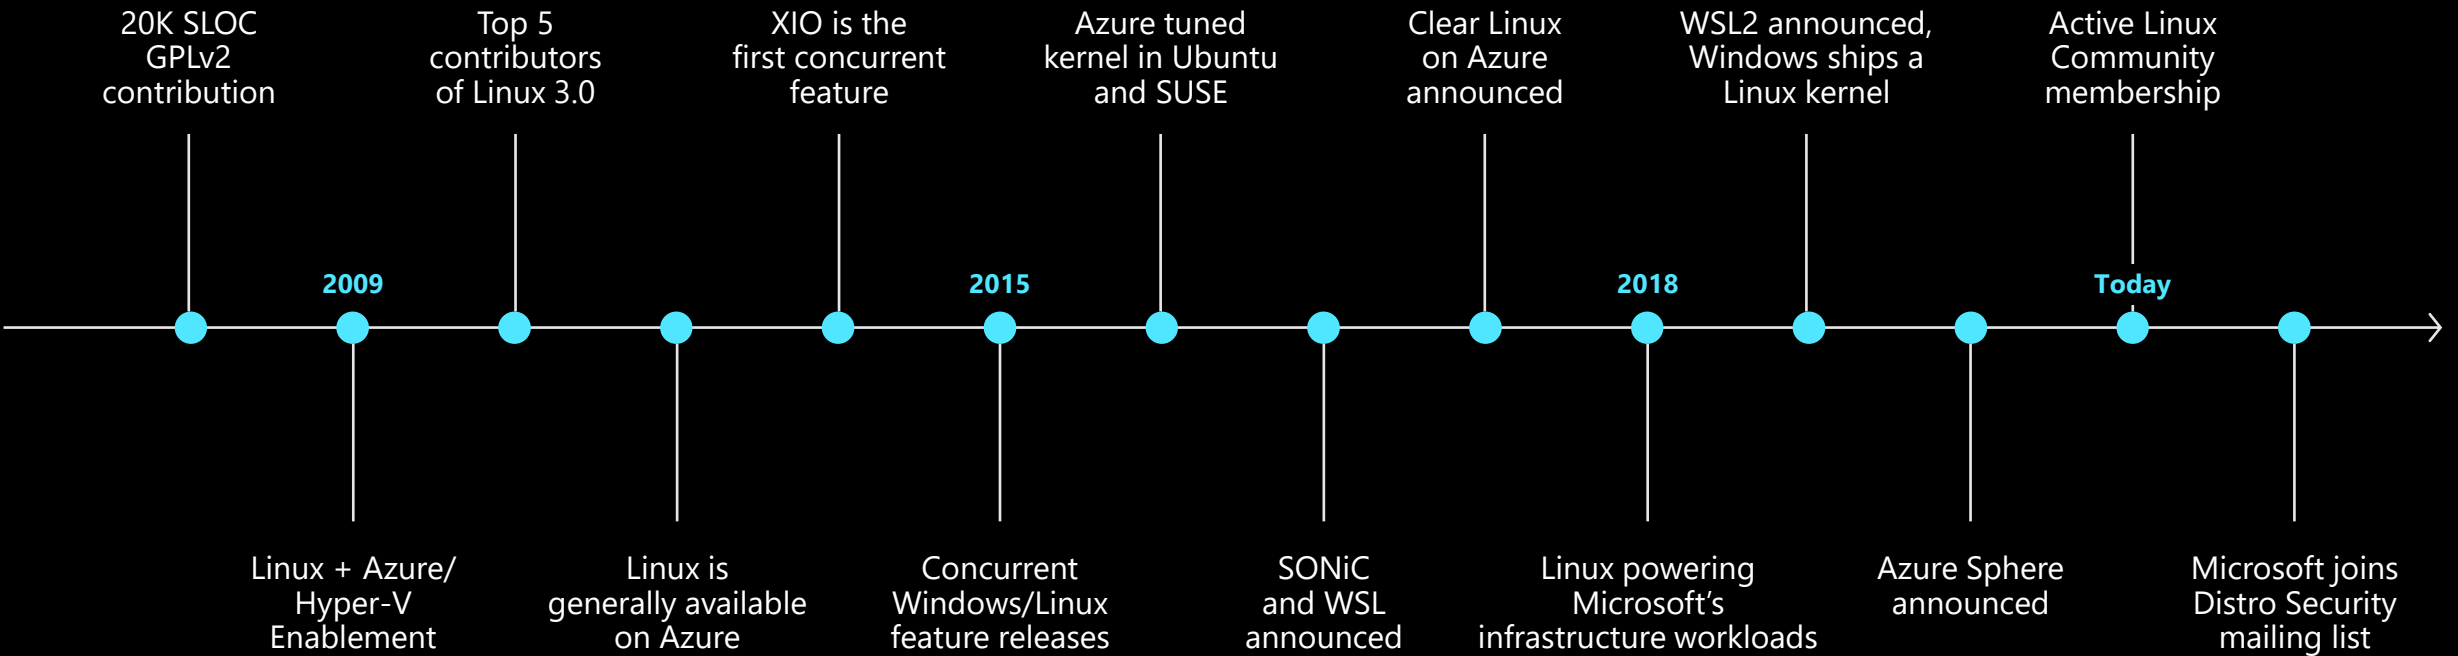 20K SLOC
GPLv2
contribution
Top 5
contributors
of Linux 3.0
XIO is the
first concurrent
feature
Azure tuned
kernel in Ubuntu
and SUSE
Clear Linux
on Azure
announced
WSL2 announced,
Windows ships a
Linux kernel
Active Linux
Community
membership
2009
2015
2018
Today
Linux + Azure/
Hyper-V
Enablement
Linux is
generally available
on Azure
Concurrent
Windows/Linux
feature releases
SONiC
and WSL
announced
Linux powering
Microsoft’s
infrastructure workloads
Azure Sphere
announced
Microsoft joins
Distro Security
mailing list